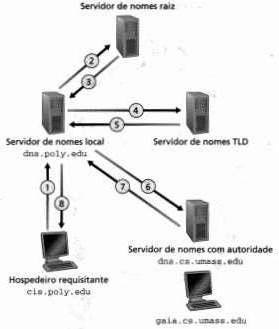 Servidor de nomes raiz
2
3
4
5
Servidor de nomes local
dns.poly.edu
Servidor de nomes TLD
1
8
7
6
Hospedeiro requisitante
cis.poly.edu
Servidor de nomes com autoridade
dns.cs.umass.edu
gaia.cs.umass.edu